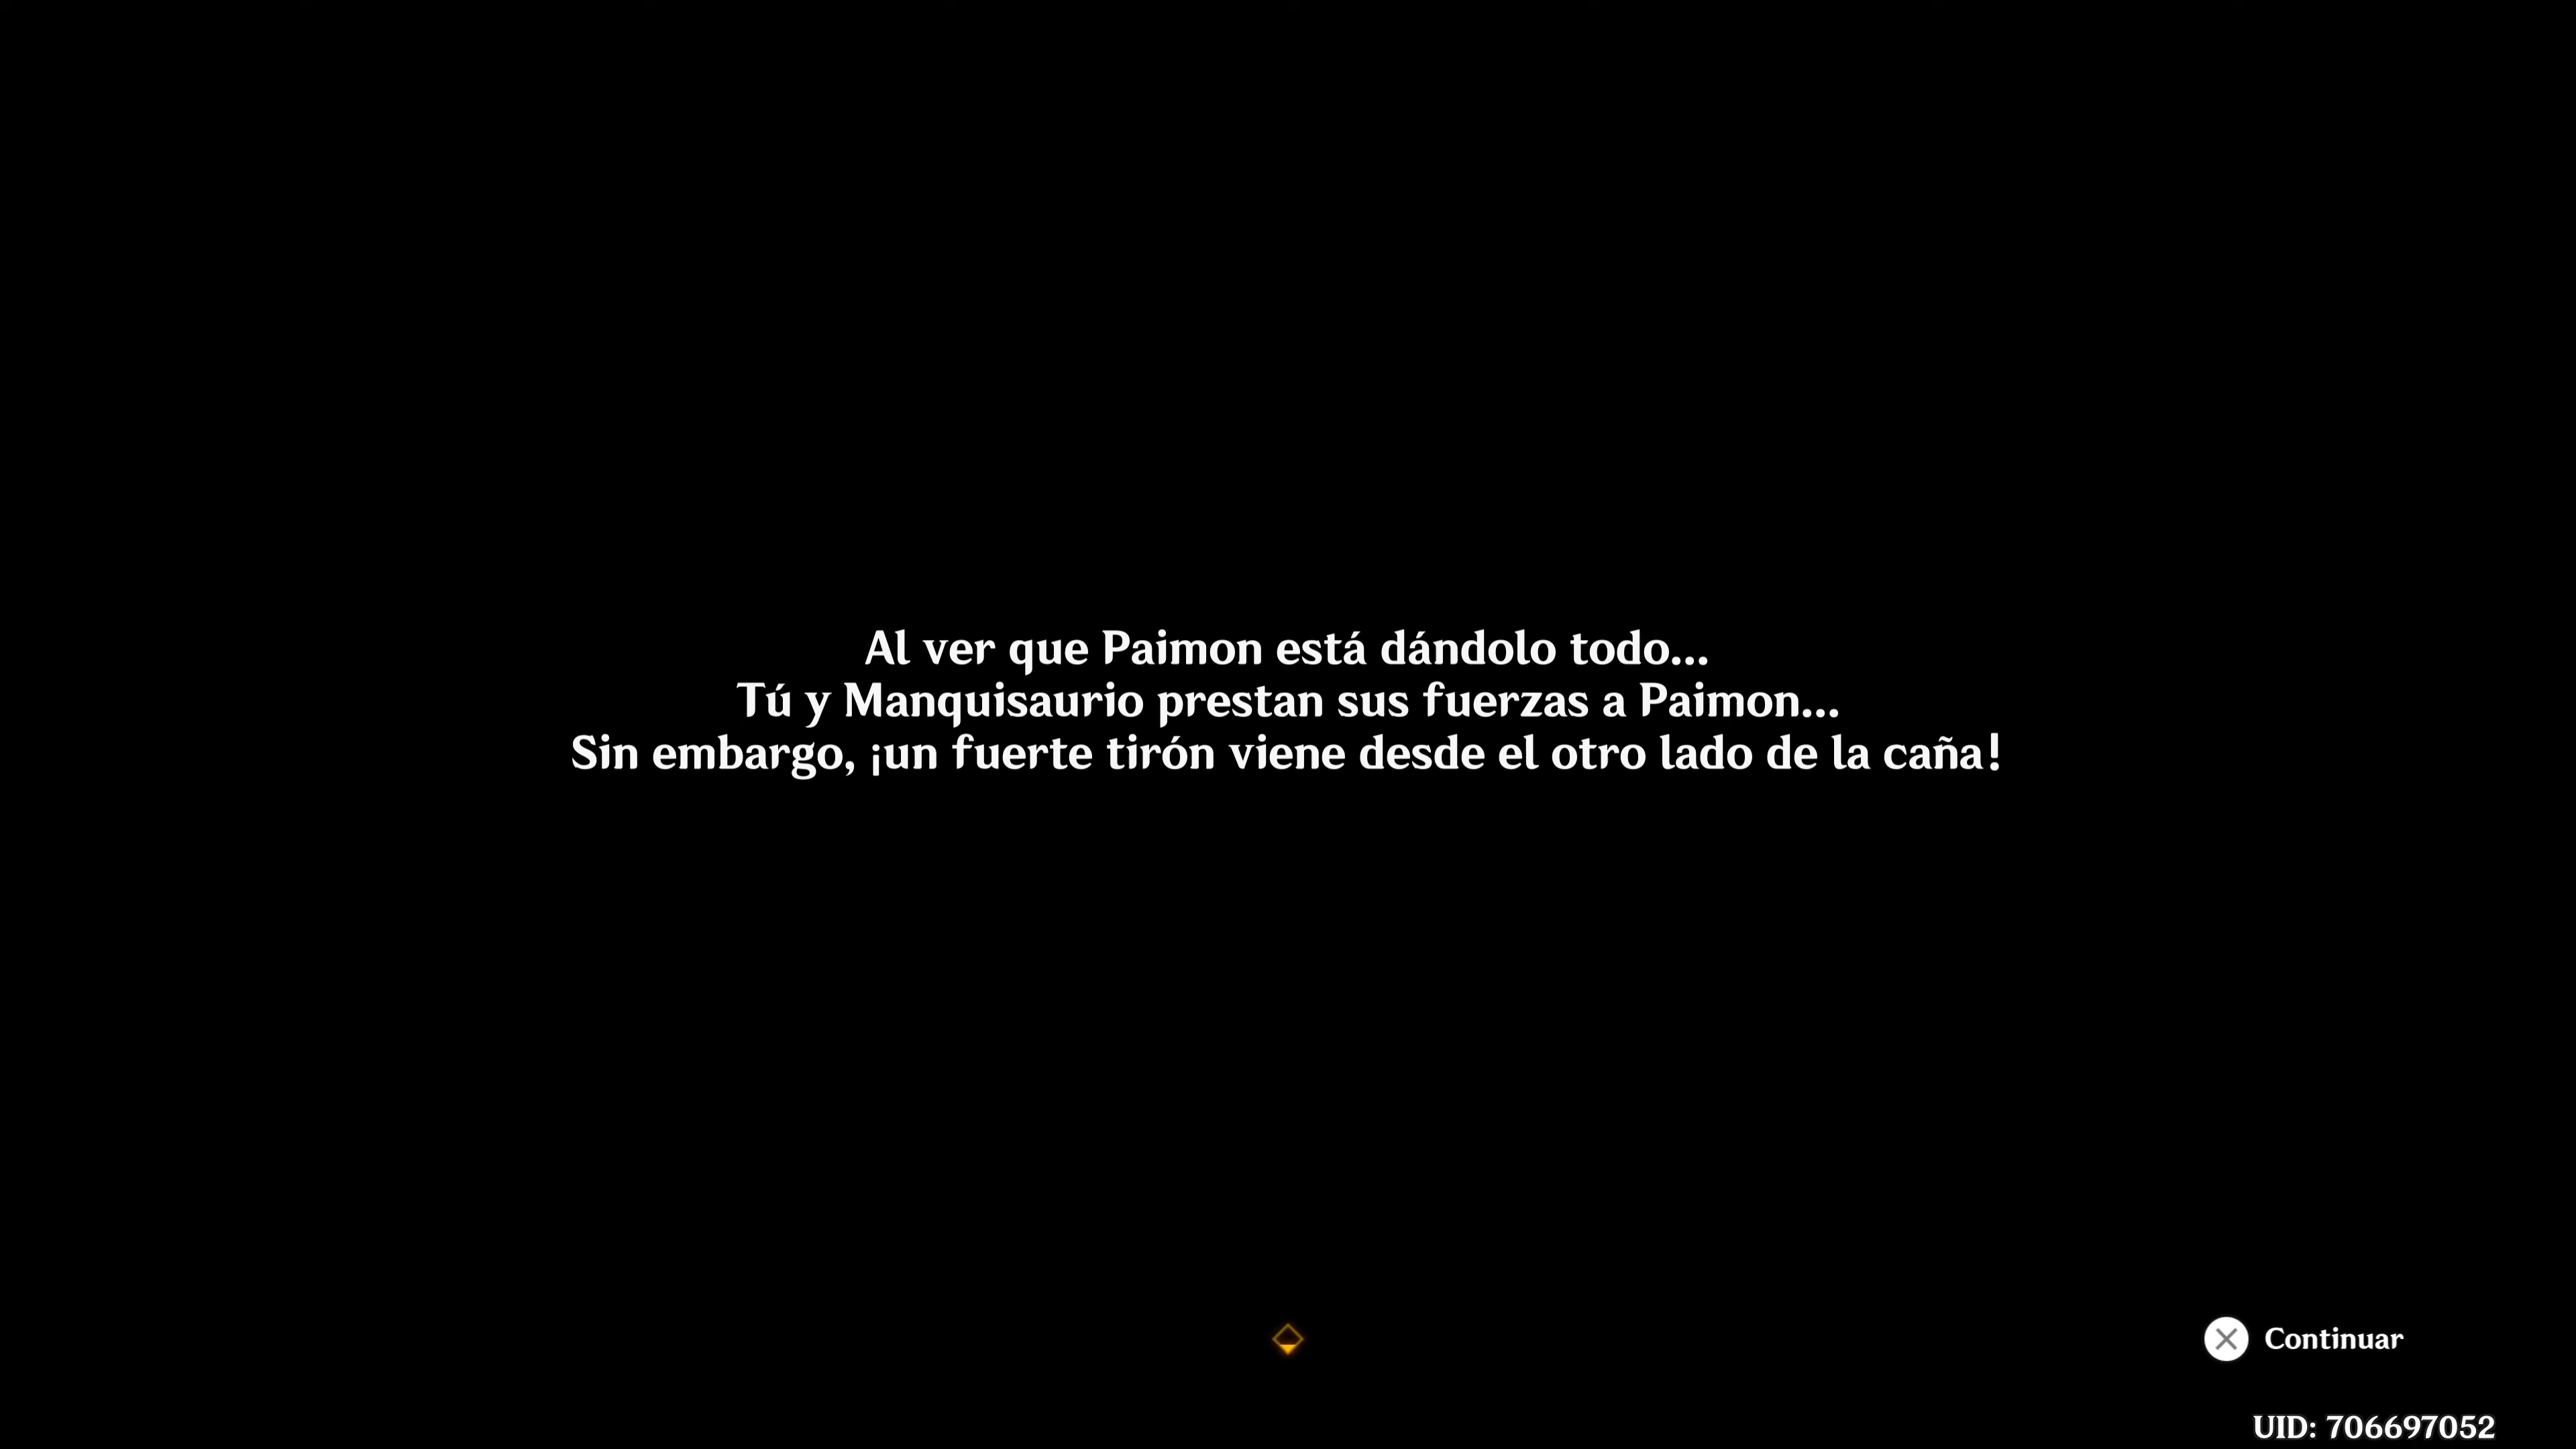 Al ver que Paimon está dándolo todo...
Tú y Manquisaurio prestan sus fuerzas a Paimon...
Sin embargo, ¡un fuerte tirón viene desde el otro lado de la caña!
Continuar
UID: 706697052